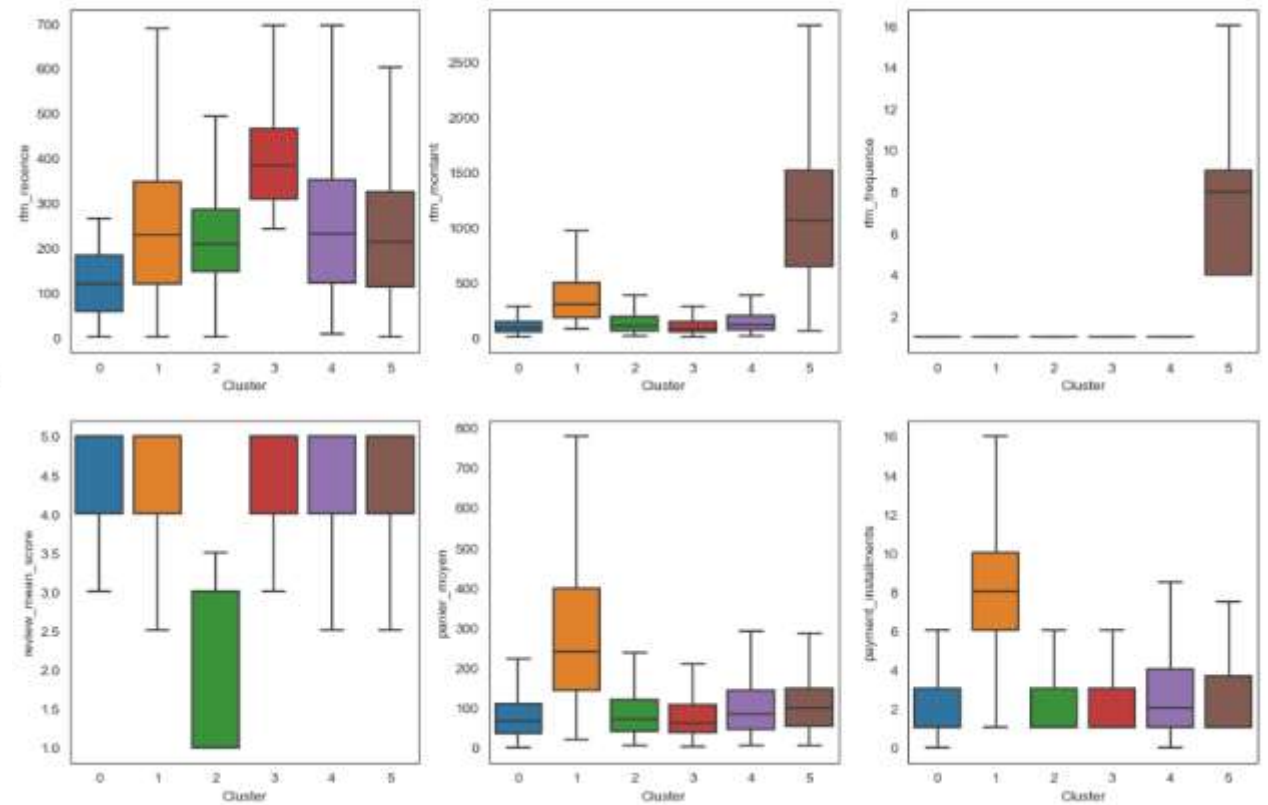 700
600
500
400
300
200
100
0
rfm_recence
0 1 2 3 4 5
Cluster
2500
2000
1500
1000
500
0
rfm_montant
0 1 2 3 4 5
Cluster
16
14
12
10
8
6
4
2
rfm_frequence
0 1 2 3 4 5
Cluster
5.0
4.5
4.0
3.5
3.0
2.5
2.0
1.5
1.0
review_mean_score
0 1 2 3 4 5
Cluster
800
700
600
500
400
300
200
100
0
panier_moyen
0 1 2 3 4 5
Cluster
16
14
12
10
8
6
4
2
0
payment_installments
0 1 2 3 4 5
Cluster